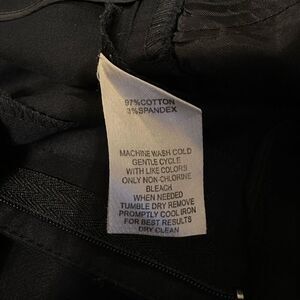 97%COTTON
3%SPANDEX
MACHINE WASH COLD
GENTLE CYCLE
WITH LIKE COLORS
ONLY NON-CHLORINE
BLEACH
WHEN NEEDED
TUMBLE DRY REMOVE
PROMPTLY COOL IRON
FOR BEST RESULTS
DRY CLEAN